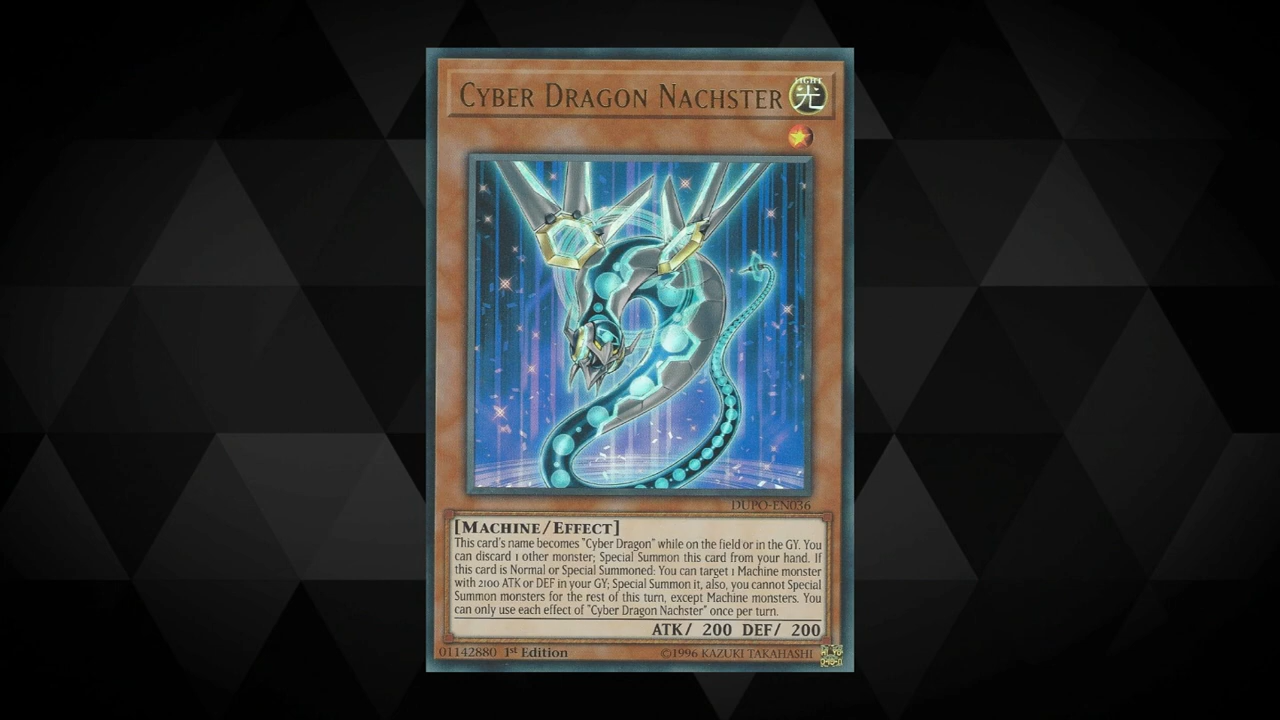 CYBER DRAGON NACHSTER
LIGHT
光
DUPO-EN036
[MACHINE/EFFECT]
This card's name becomes "Cyber Dragon" while on the field or in the GY. You
can discard 1 other monster; Special Summon this card from your hand. If
this card is Normal or Special Summoned: You can target 1 Machine monster
with 2100 ATK or DEF in your GY; Special Summon it, also, you cannot Special
Summon monsters for the rest of this turn, except Machine monsters. You
can only use each effect of "Cyber Dragon Nachster" once per turn.
ATK/ 200 DEF/ 200
01142880 1st Edition ©1996 KAZUKI TAKAHASHI